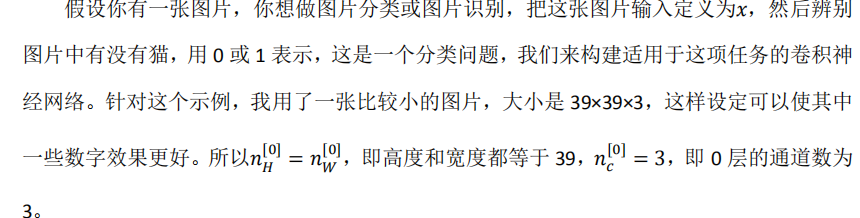 假设你有一张图片，你想做图片分类或图片识别，把这张图片输入定义为x，然后辨别
图片中有没有猫，用 0 或 1 表示，这是一个分类问题，我们来构建适用于这项任务的卷积神
经网络。针对这个示例，我用了一张比较小的图片，大小是 39×39×3，这样设定可以使其中
一些数字效果更好。所以$n_H^{[0]} = n_W^{[0]}$，即高度和宽度都等于 39，$n_c^{[0]} = 3$，即 0 层的通道数为
3。